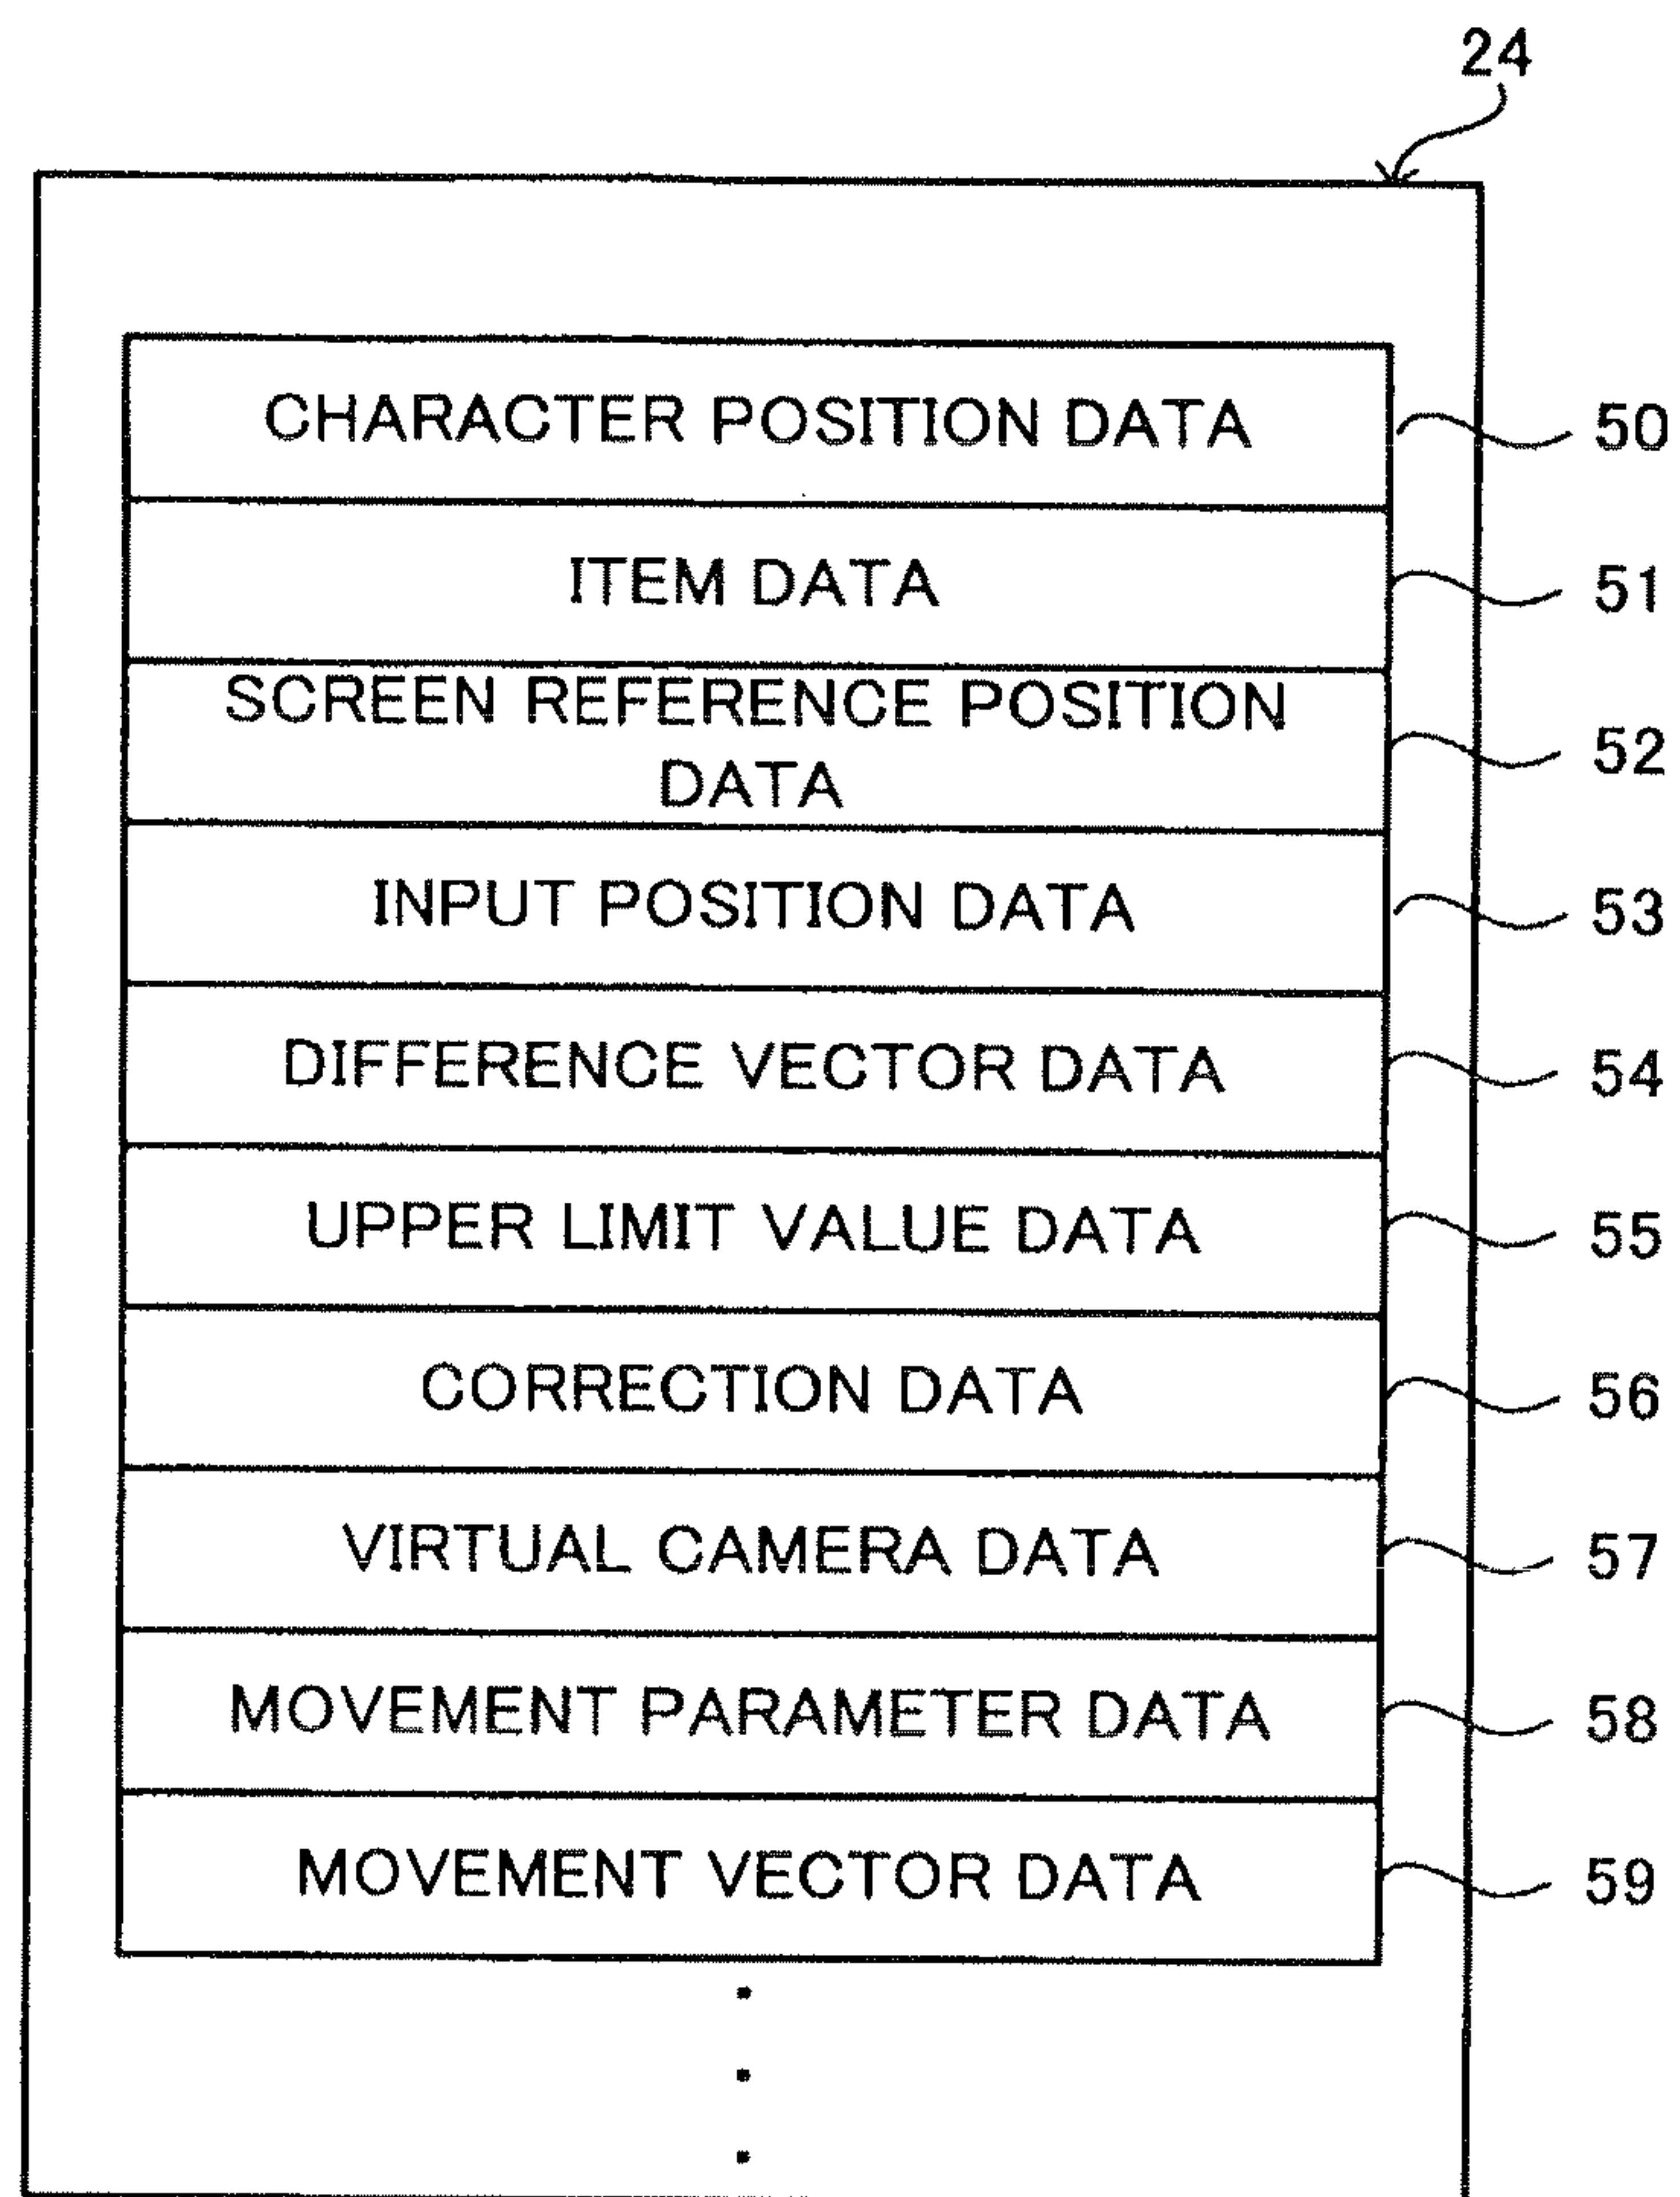 24
CHARACTER POSITION DATA 50
ITEM DATA 51
SCREEN REFERENCE POSITION
DATA 52
INPUT POSITION DATA 53
DIFFERENCE VECTOR DATA 54
UPPER LIMIT VALUE DATA 55
CORRECTION DATA 56
VIRTUAL CAMERA DATA 57
MOVEMENT PARAMETER DATA 58
MOVEMENT VECTOR DATA 59